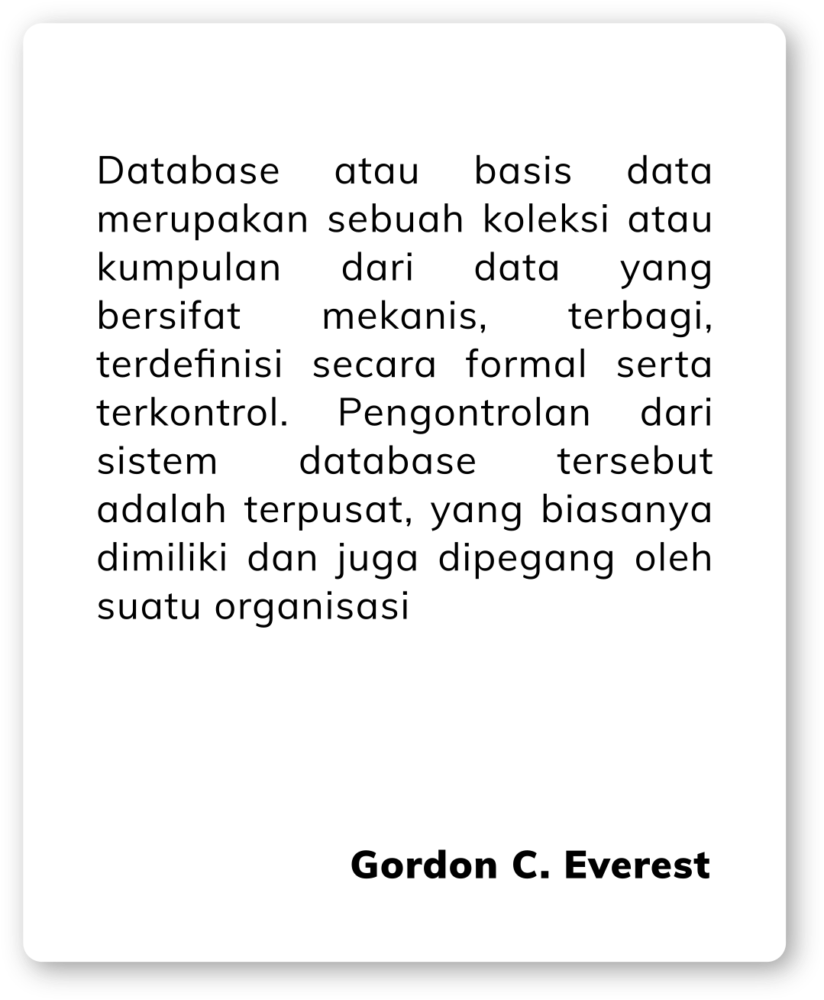 Database atau basis data
merupakan sebuah koleksi atau
kumpulan dari data yang
bersifat mekanis, terbagi,
terdefinisi secara formal serta
terkontrol. Pengontrolan dari
sistem database tersebut
adalah terpusat, yang biasanya
dimiliki dan juga dipegang oleh
suatu organisasi
Gordon C. Everest